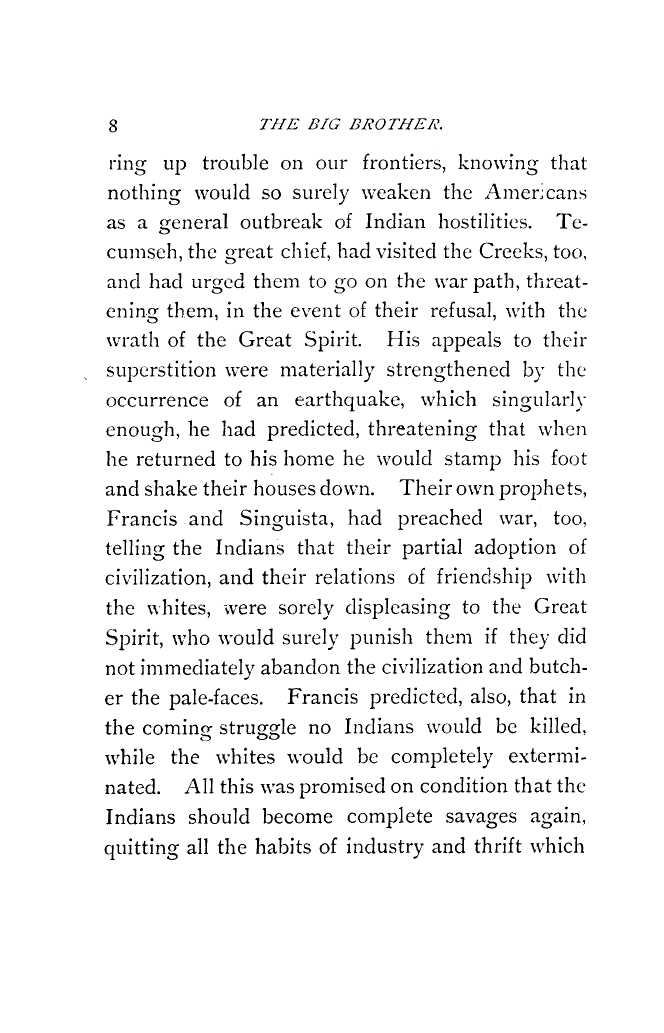 8 THE BIG BROTHER.
ring up trouble on our frontiers, knowing that
nothing would so surely weaken the Americans
as a general outbreak of Indian hostilities. Te-
cumseh, the great chief, had visited the Creeks, too,
and had urged them to go on the war path, threat-
ening them, in the event of their refusal, with the
wrath of the Great Spirit. His appeals to their
superstition were materially strengthened by the
occurrence of an earthquake, which singularly
enough, he had predicted, threatening that when
he returned to his home he would stamp his foot
and shake their houses down. Their own prophets,
Francis and Singuista, had preached war, too,
telling the Indians that their partial adoption of
civilization, and their relations of friendship with
the whites, were sorely displeasing to the Great
Spirit, who would surely punish them if they did
not immediately abandon the civilization and butch-
er the pale-faces. Francis predicted, also, that in
the coming struggle no Indians would be killed,
while the whites would be completely extermi-
nated. All this was promised on condition that the
Indians should become complete savages again,
quitting all the habits of industry and thrift which